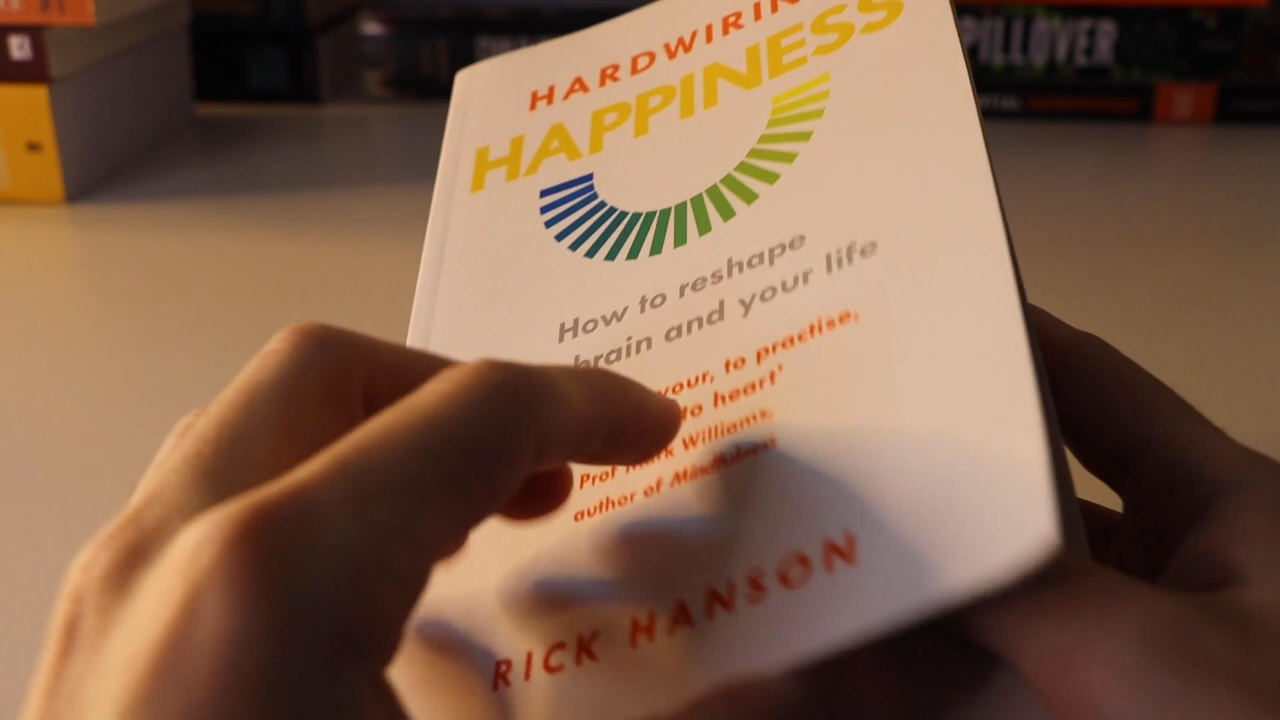 HARDWIRIN
HAPPINESS
How to reshape
brain and your life
your, to practise,
to heart'
Prof Mark Williams,
author of Mindfulness
RICK HANSON
PILLOVER